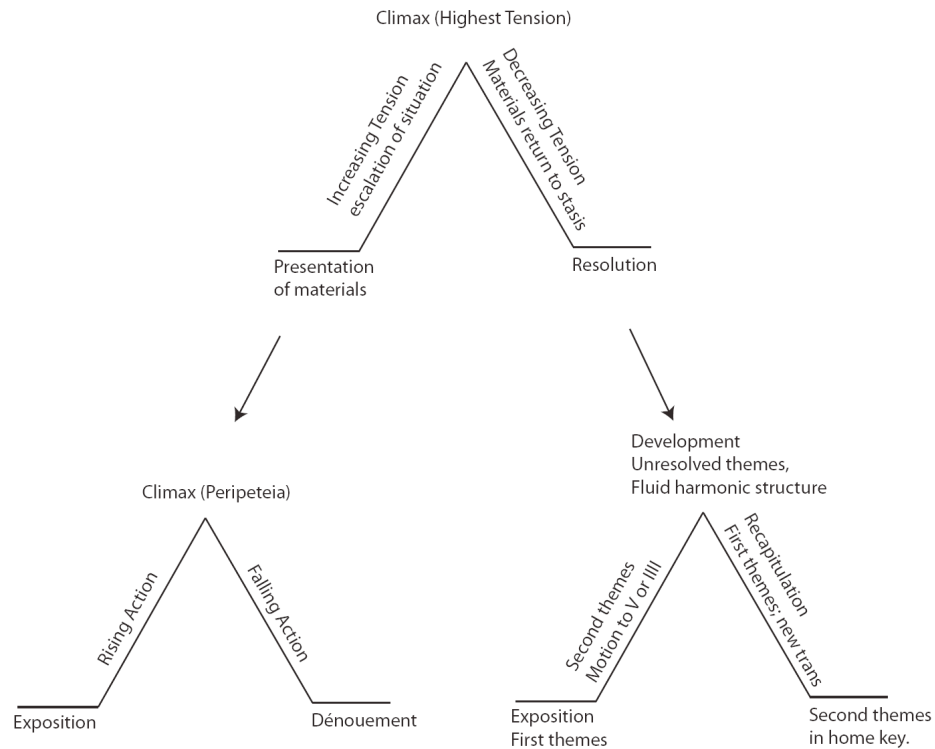 Climax (Highest Tension)
Increasing Tension
escalation of situation
Decreasing Tension
Materials return to stasis
Presentation
of materials
Resolution
Climax (Peripeteia)
Rising Action
Falling Action
Exposition
Dénouement
Development
Unresolved themes,
Fluid harmonic structure
Second themes
Motion to V or IIII
Recapitulation
First themes; new trans
Exposition
First themes
Second themes
in home key.